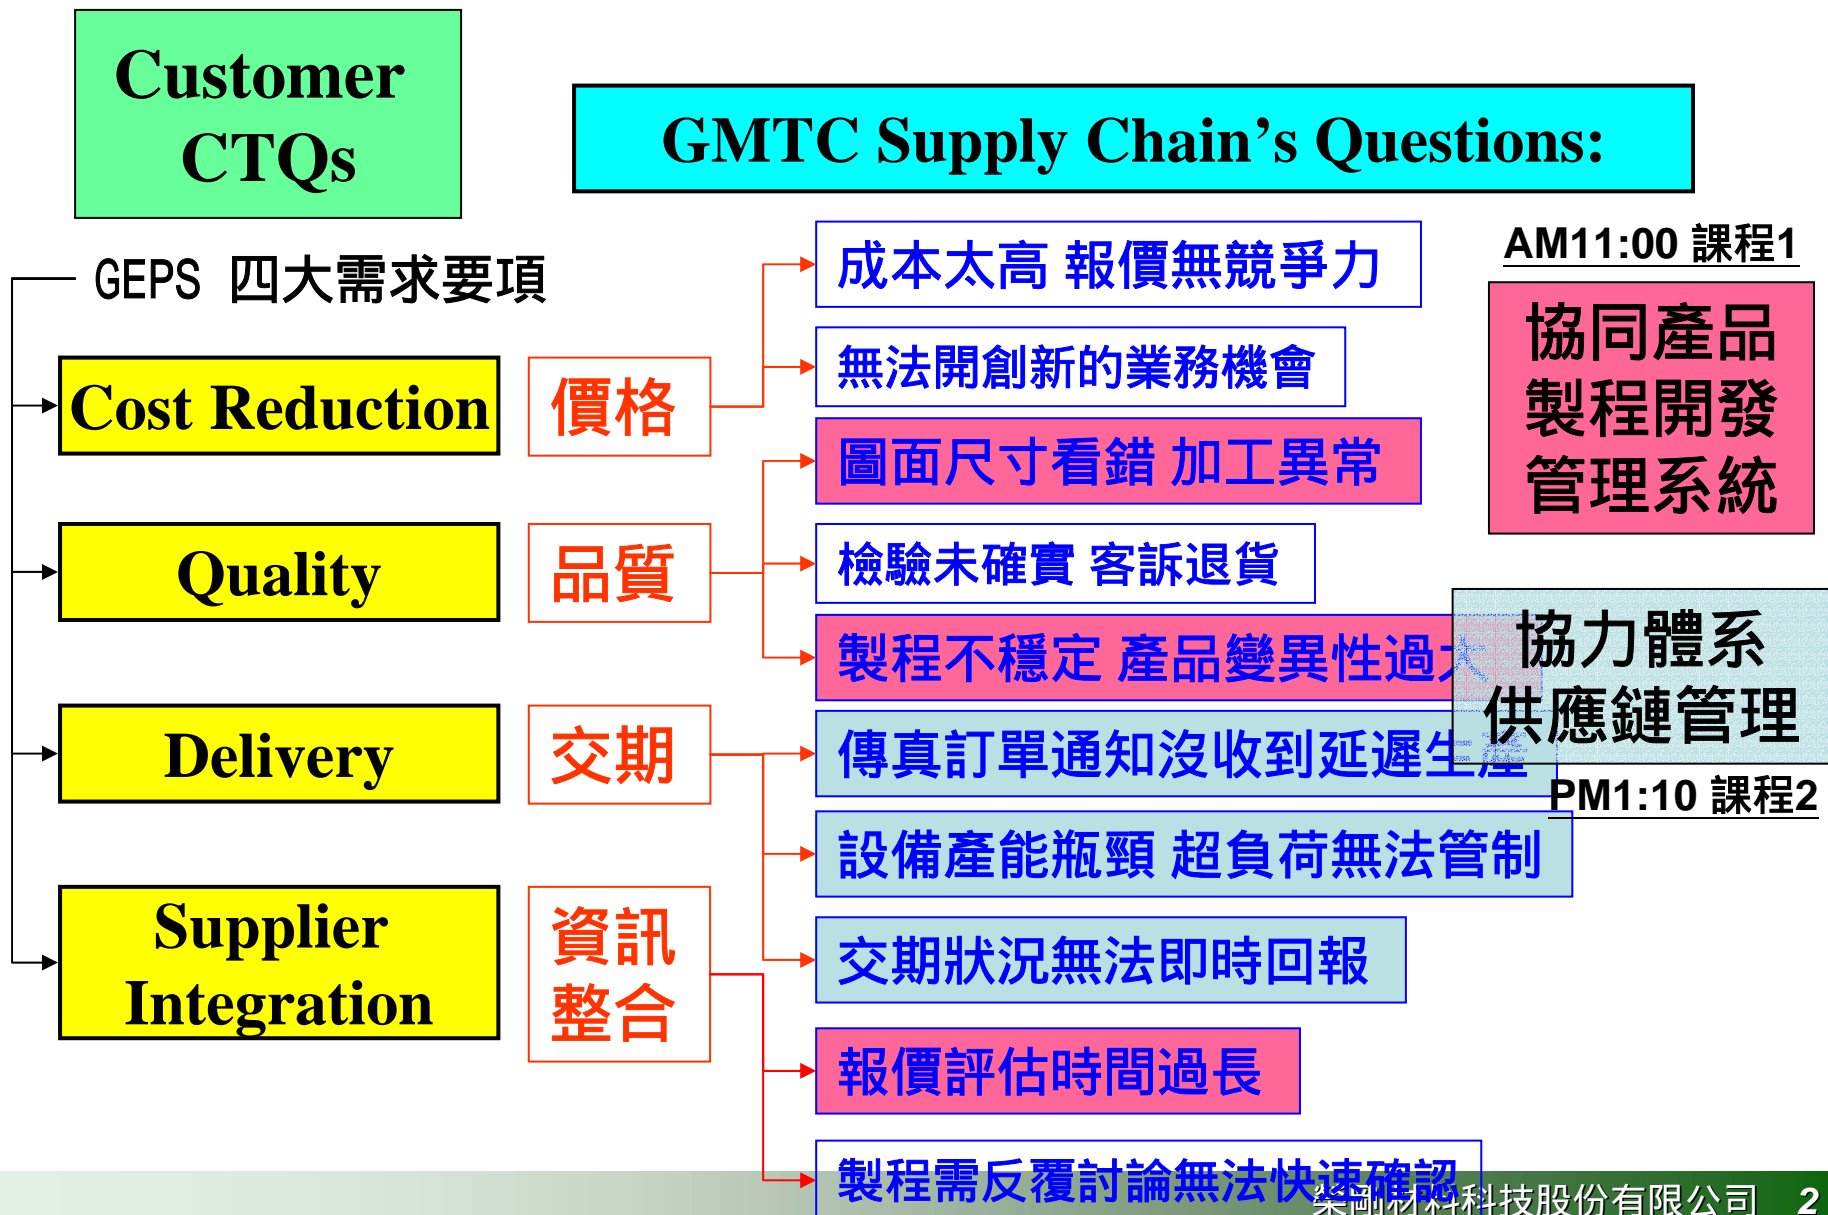 Customer
CTQs
GMTC Supply Chain’s Questions:
GEPS 四大需求要項
Cost Reduction
價格
成本太高 報價無競爭力
無法開創新的業務機會
Quality
品質
圖面尺寸看錯 加工異常
檢驗未確實 客訴退貨
製程不穩定 產品變異性過大
Delivery
交期
傳真訂單通知沒收到延遲生產
設備產能瓶頸 超負荷無法管制
交期狀況無法即時回報
Supplier
Integration
資訊
整合
報價評估時間過長
製程需反覆討論無法快速確認
AM11:00 課程1
協同產品
製程開發
管理系統
協力體系
供應鏈管理
PM1:10 課程2
榮剛材料科技股份有限公司 2